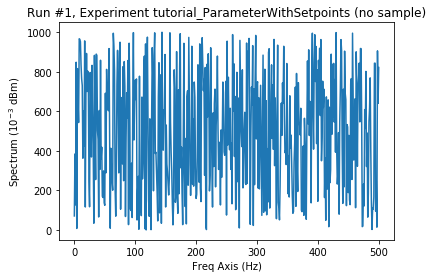 Run #1, Experiment tutorial_ParameterWithSetpoints (no sample)
1000
800
600
400
200
0
Spectrum (10⁻³ dBm)
0 100 200 300 400 500
Freq Axis (Hz)